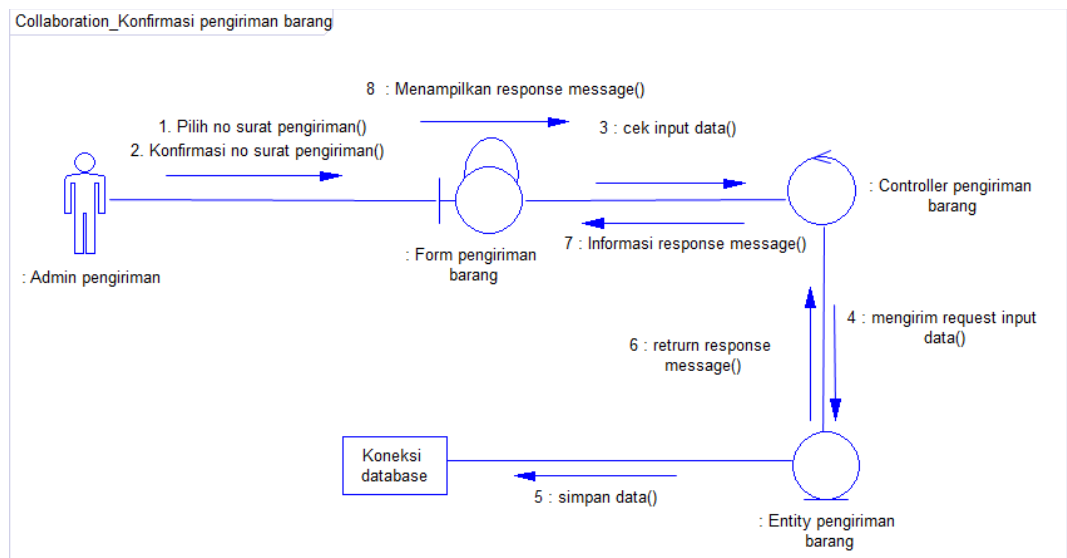 Collaboration_Konfirmasi pengiriman barang
8 : Menampilkan response message()
1. Pilih no surat pengiriman()
2. Konfirmasi no surat pengiriman()
3 : cek input data()
: Controller pengiriman
barang
7 : Informasi response message()
: Form pengiriman
barang
: Admin pengiriman
4 : mengirim request input
data()
6 : retrurn response
message()
Koneksi
database
5 : simpan data()
: Entity pengiriman
barang